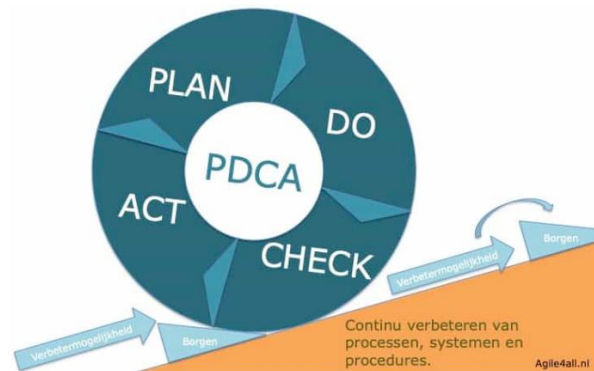 PLAN
DO
PDCA
ACT
CHECK
Verbetermogelijkheid
Borgen
Verbetermogelijkheid
Borgen
Continu verbeteren van
processen, systemen en
procedures.
Agile4all.nl